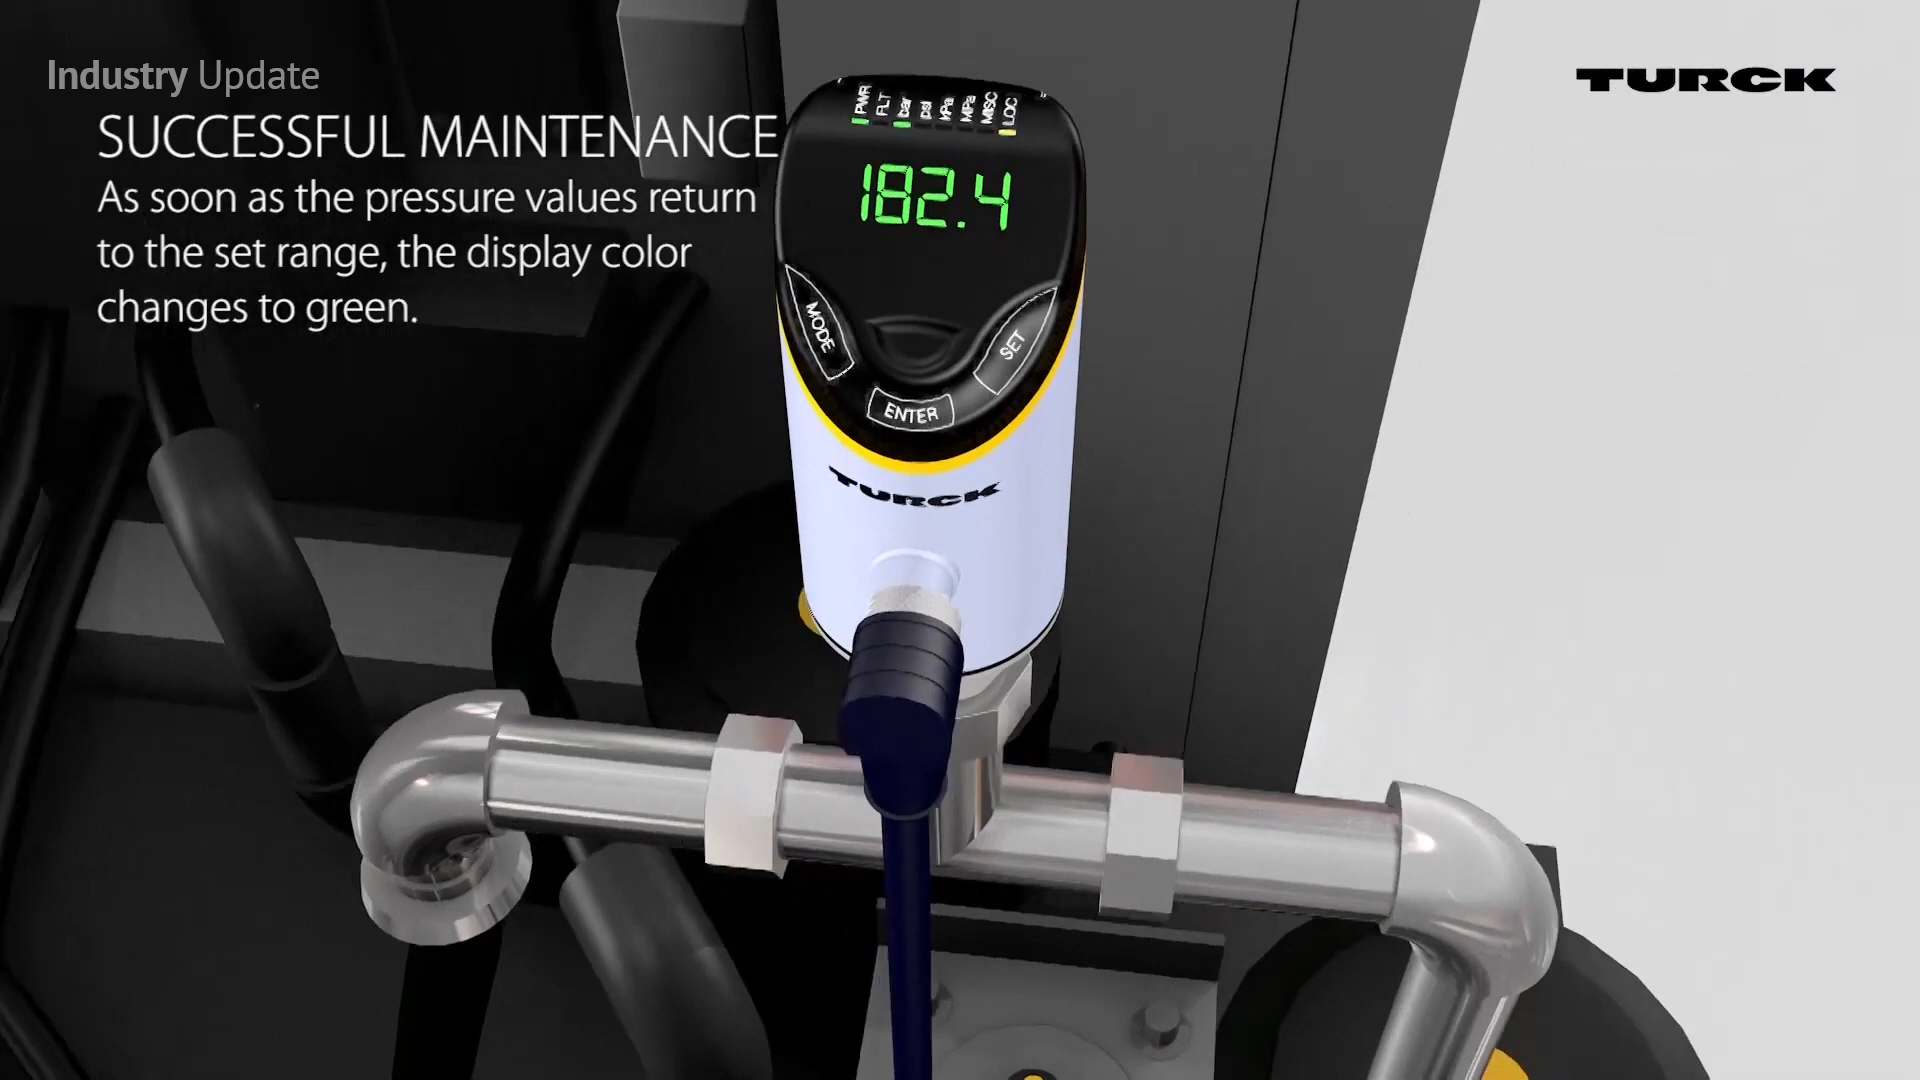 Industry Update
TURCK
SUCCESSFUL MAINTENANCE
As soon as the pressure values return
to the set range, the display color
changes to green.
PWR
FLT
bar
psi
kPa
MPa
MISC
LOC
182.4
MODE
SET
ENTER
TURCK